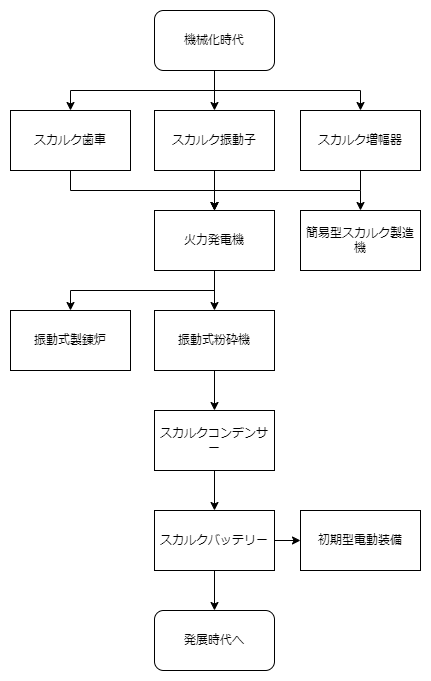 機械化時代
スカルク歯車
スカルク振動子
スカルク増幅器
火力発電機
簡易型スカルク製造
機
振動式製錬炉
振動式粉砕機
スカルクコンデンサ
ー
スカルクバッテリー
初期型電動装備
発展時代へ